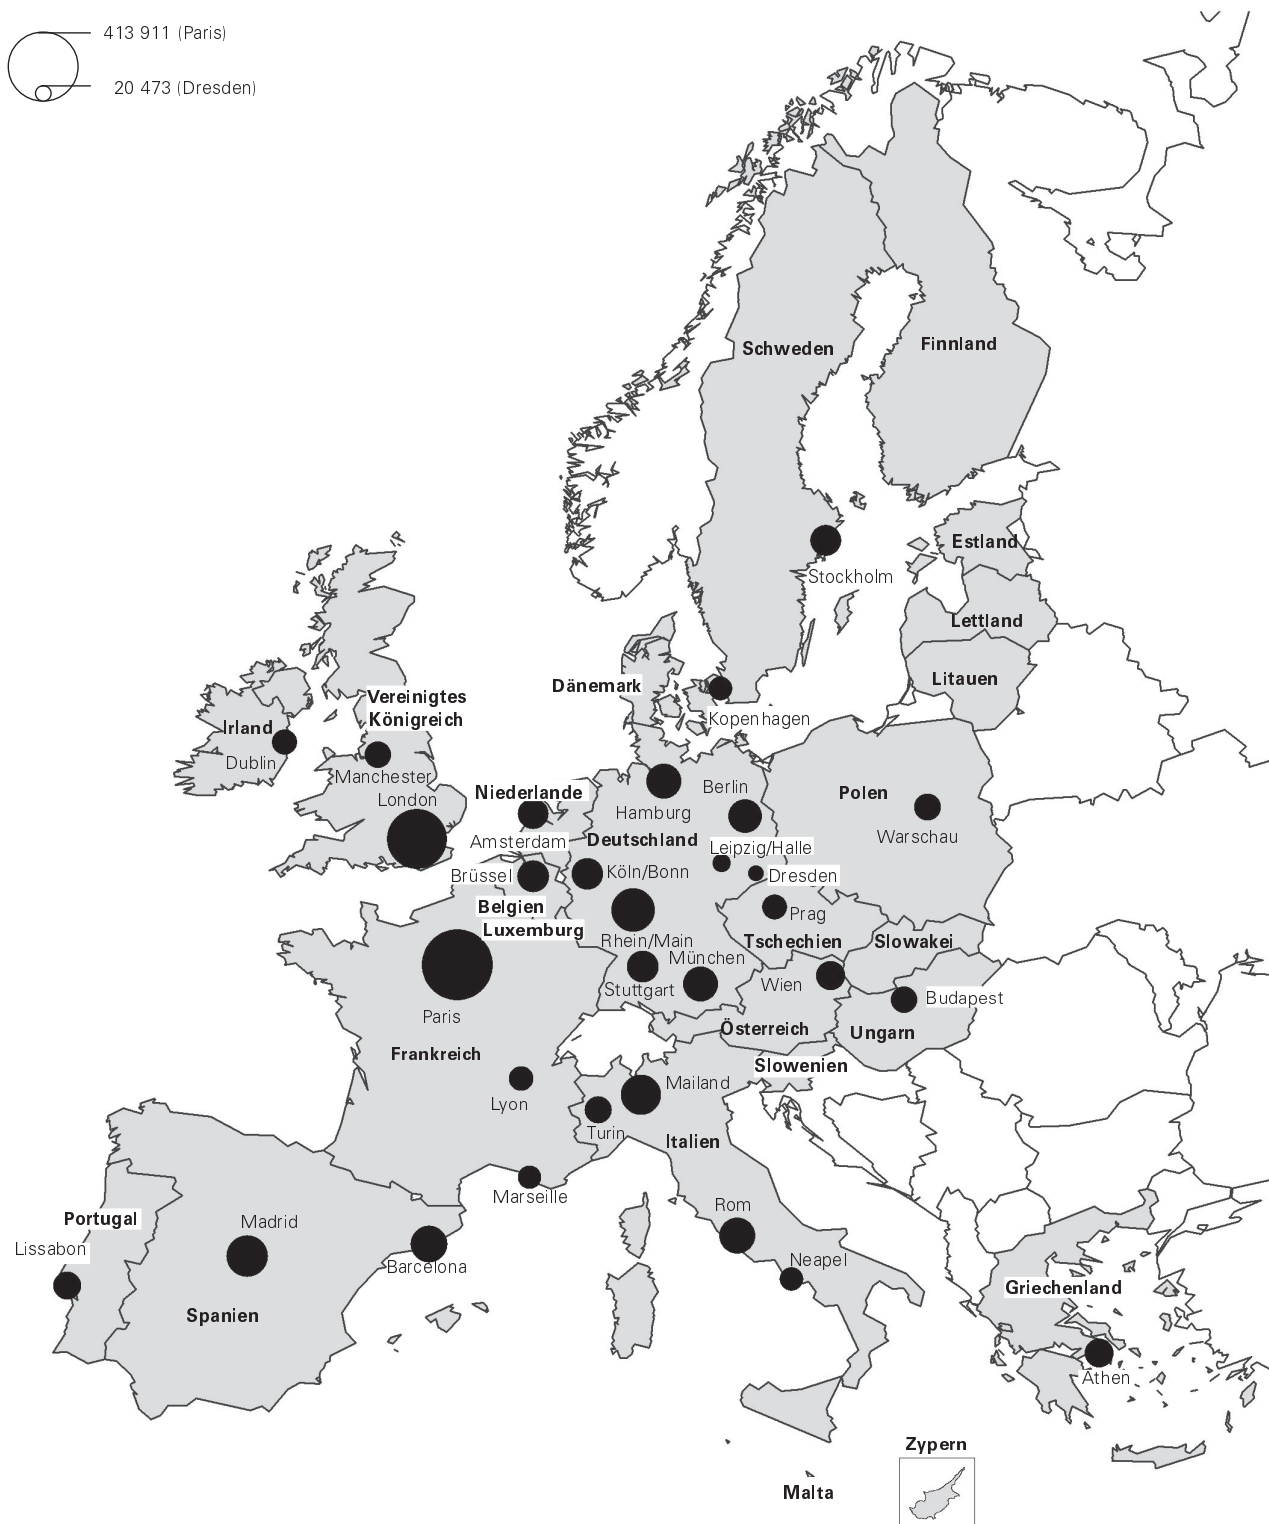 413 911 (Paris)
20 473 (Dresden)
Schweden
Finnland
Stockholm
Estland
Lettland
Litauen
Dänemark
Kopenhagen
Vereinigtes
Königreich
Irland
Dublin
Manchester
London
Niederlande
Amsterdam
Hamburg
Berlin
Polen
Warschau
Deutschland
Leipzig/Halle
Brüssel
Köln/Bonn
Dresden
Belgien
Luxemburg
Prag
Rhein/Main
Tschechien
Slowakei
München
Stuttgart
Wien
Budapest
Paris
Österreich
Ungarn
Frankreich
Slowenien
Mailand
Lyon
Turin
Italien
Marseille
Portugal
Madrid
Rom
Lissabon
Barcelona
Neapel
Spanien
Griechenland
Athen
Zypern
Malta